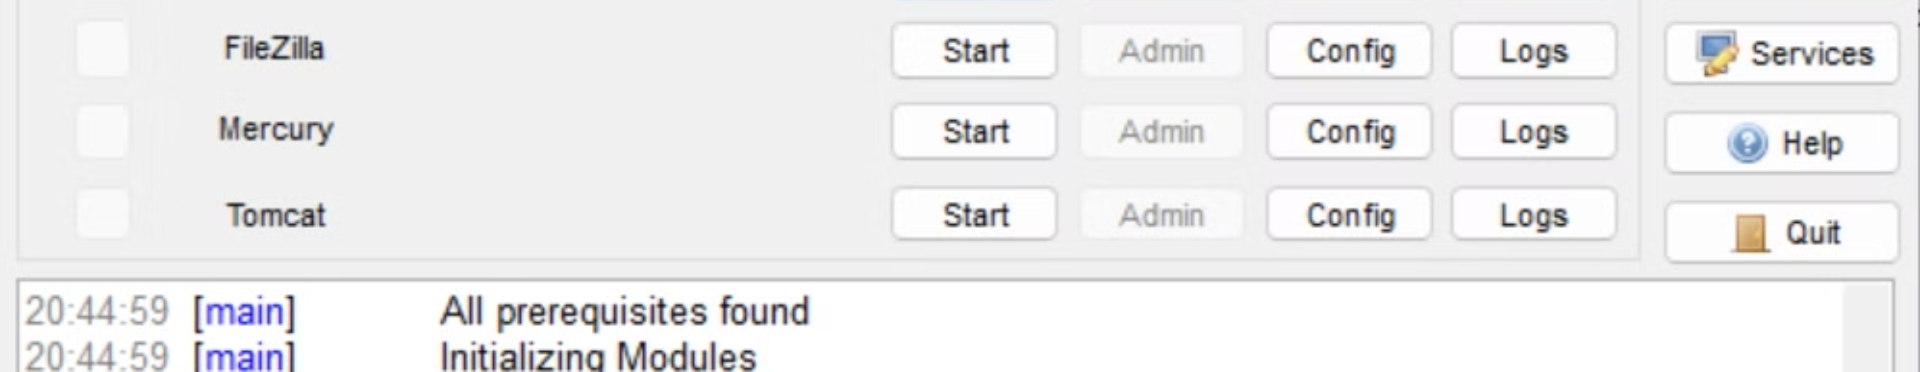 FileZilla Start Admin Config Logs Services
Mercury Start Admin Config Logs Help
Tomcat Start Admin Config Logs Quit
20:44:59 [main] All prerequisites found
20:44:59 [main] Initializing Modules